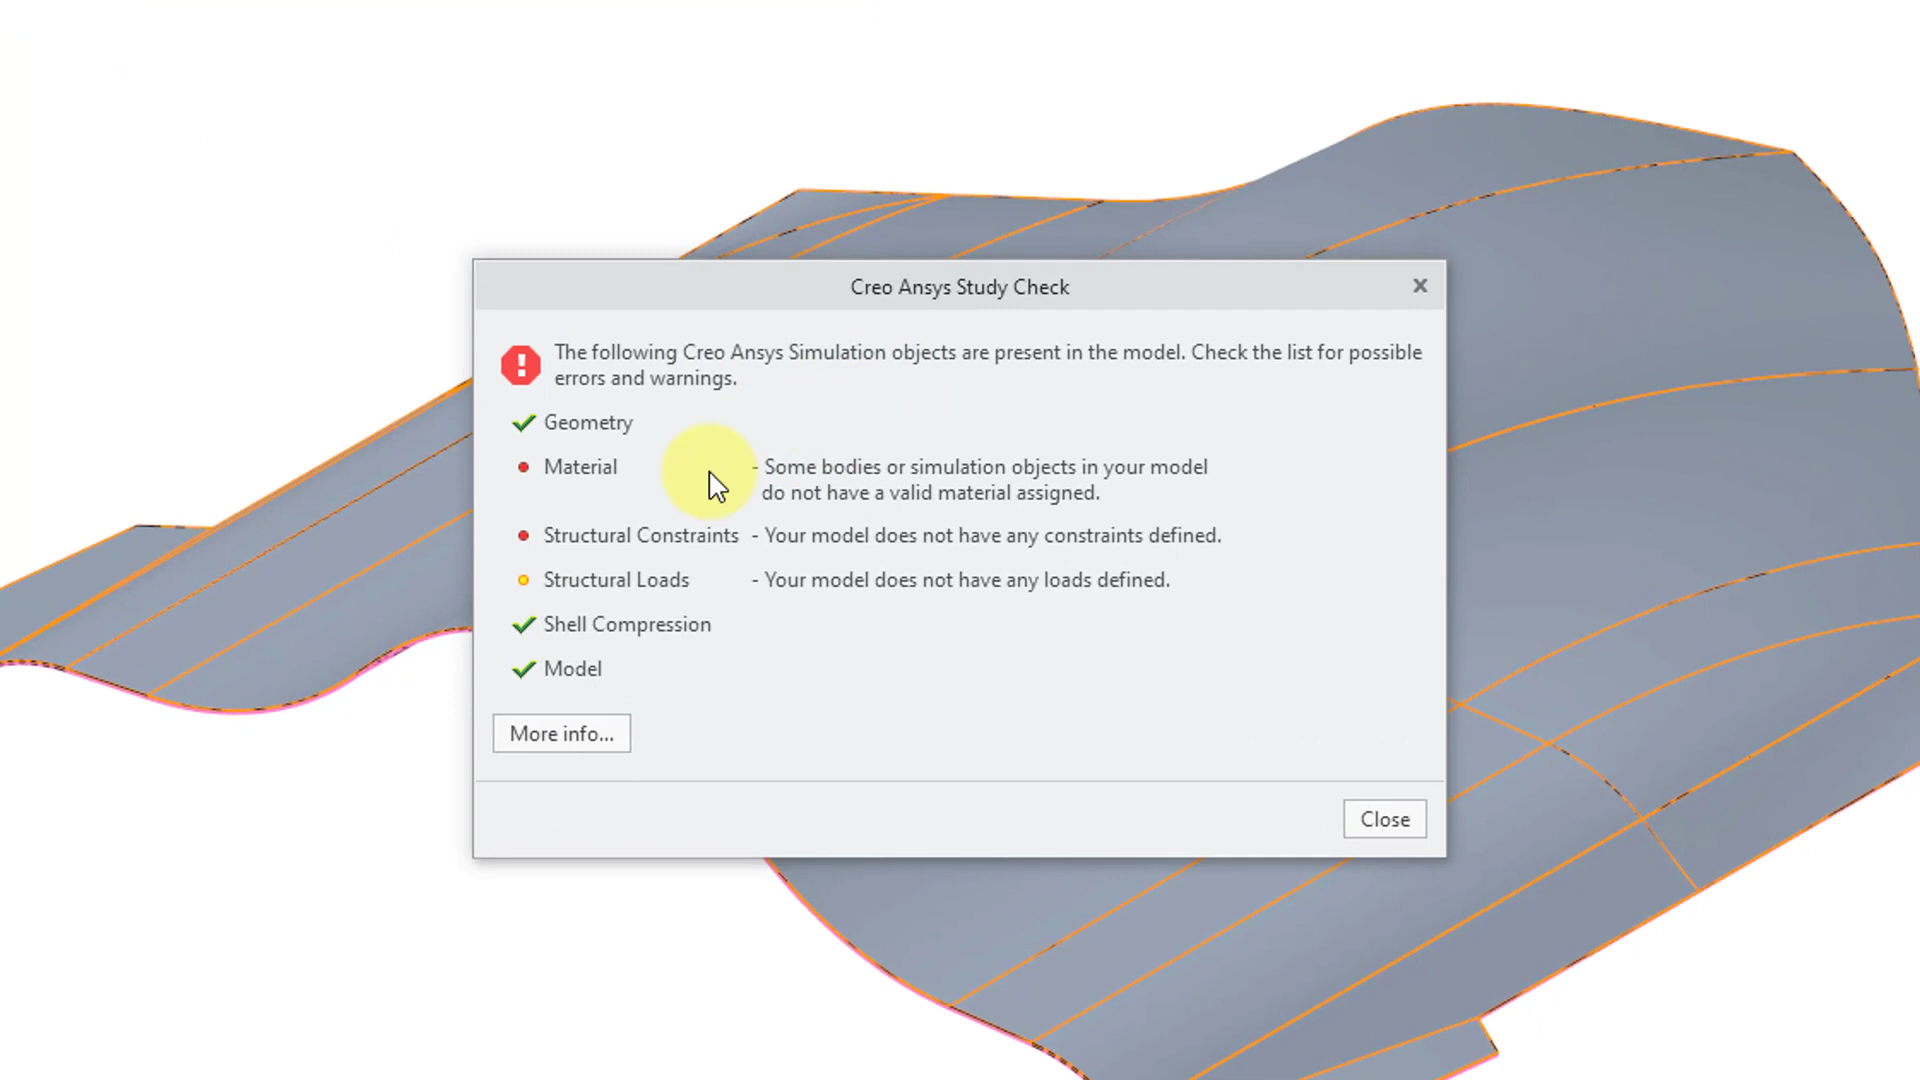 Creo Ansys Study Check
The following Creo Ansys Simulation objects are present in the model. Check the list for possible
errors and warnings.
Geometry
Material - Some bodies or simulation objects in your model
do not have a valid material assigned.
Structural Constraints - Your model does not have any constraints defined.
Structural Loads - Your model does not have any loads defined.
Shell Compression
Model
More info...
Close